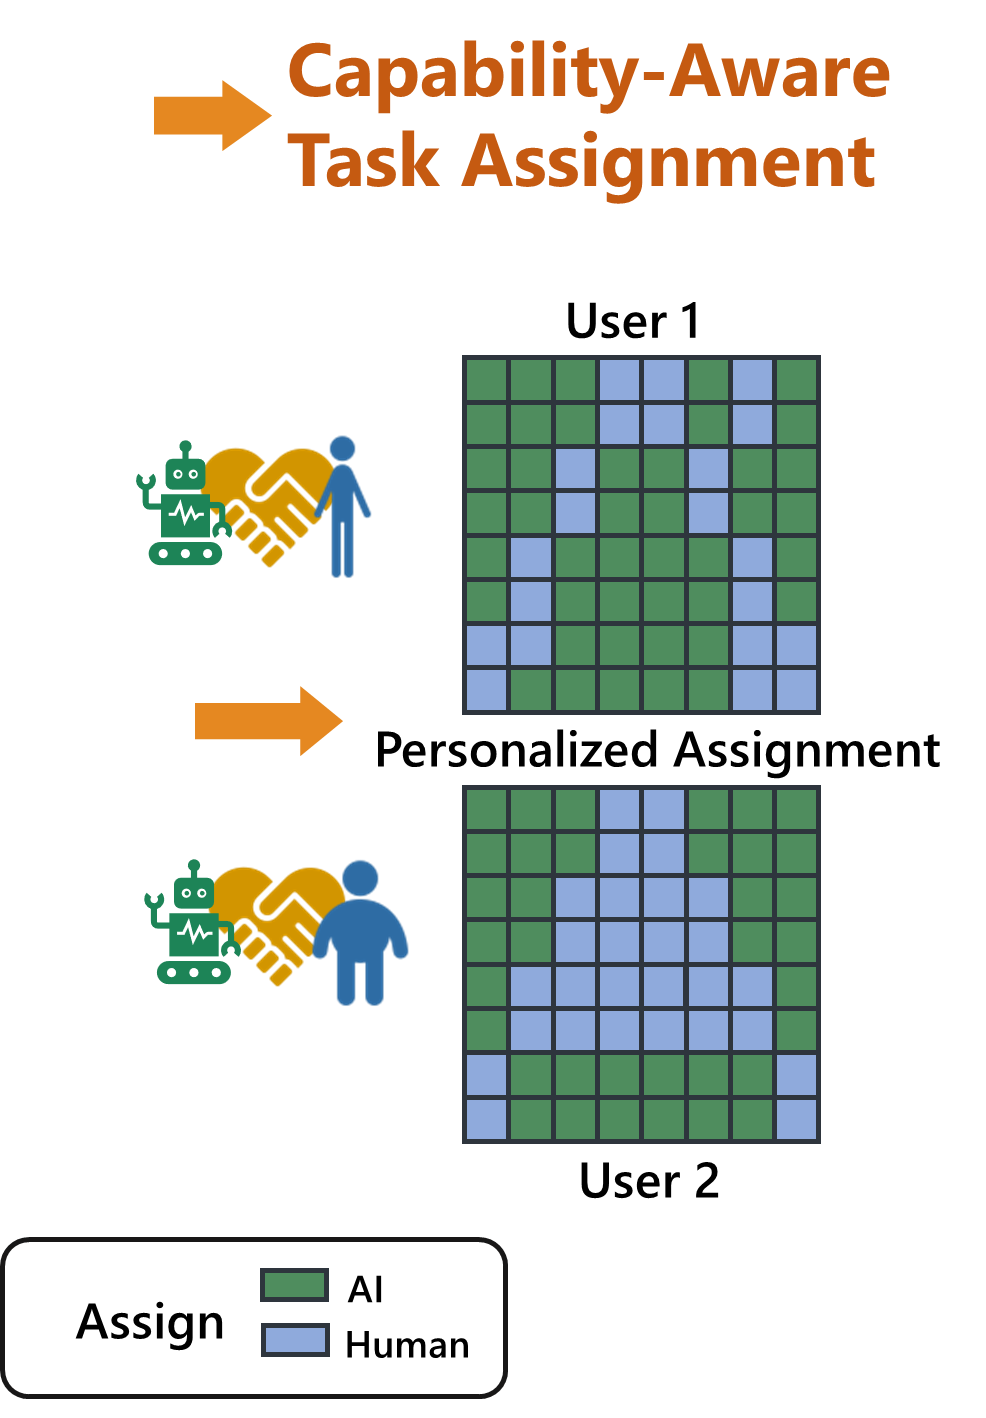 Capability-Aware
Task Assignment
User 1
Personalized Assignment
User 2
Assign
AI
Human